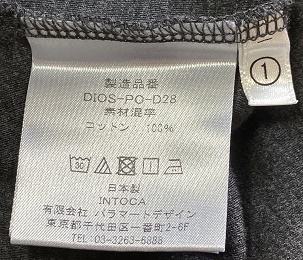 製造品番
DIOS-PO-D28
素材混率
コットン 100%
日本製
INTOCA
有限会社 パラマートデザイン
東京都千代田区一番町2-6F
TEL:03-3263-6888
1